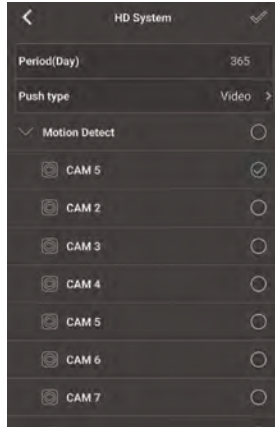 HD System
Period(Day) 365
Push type Video
Motion Detect
CAM 5
CAM 2
CAM 3
CAM 4
CAM 5
CAM 6
CAM 7